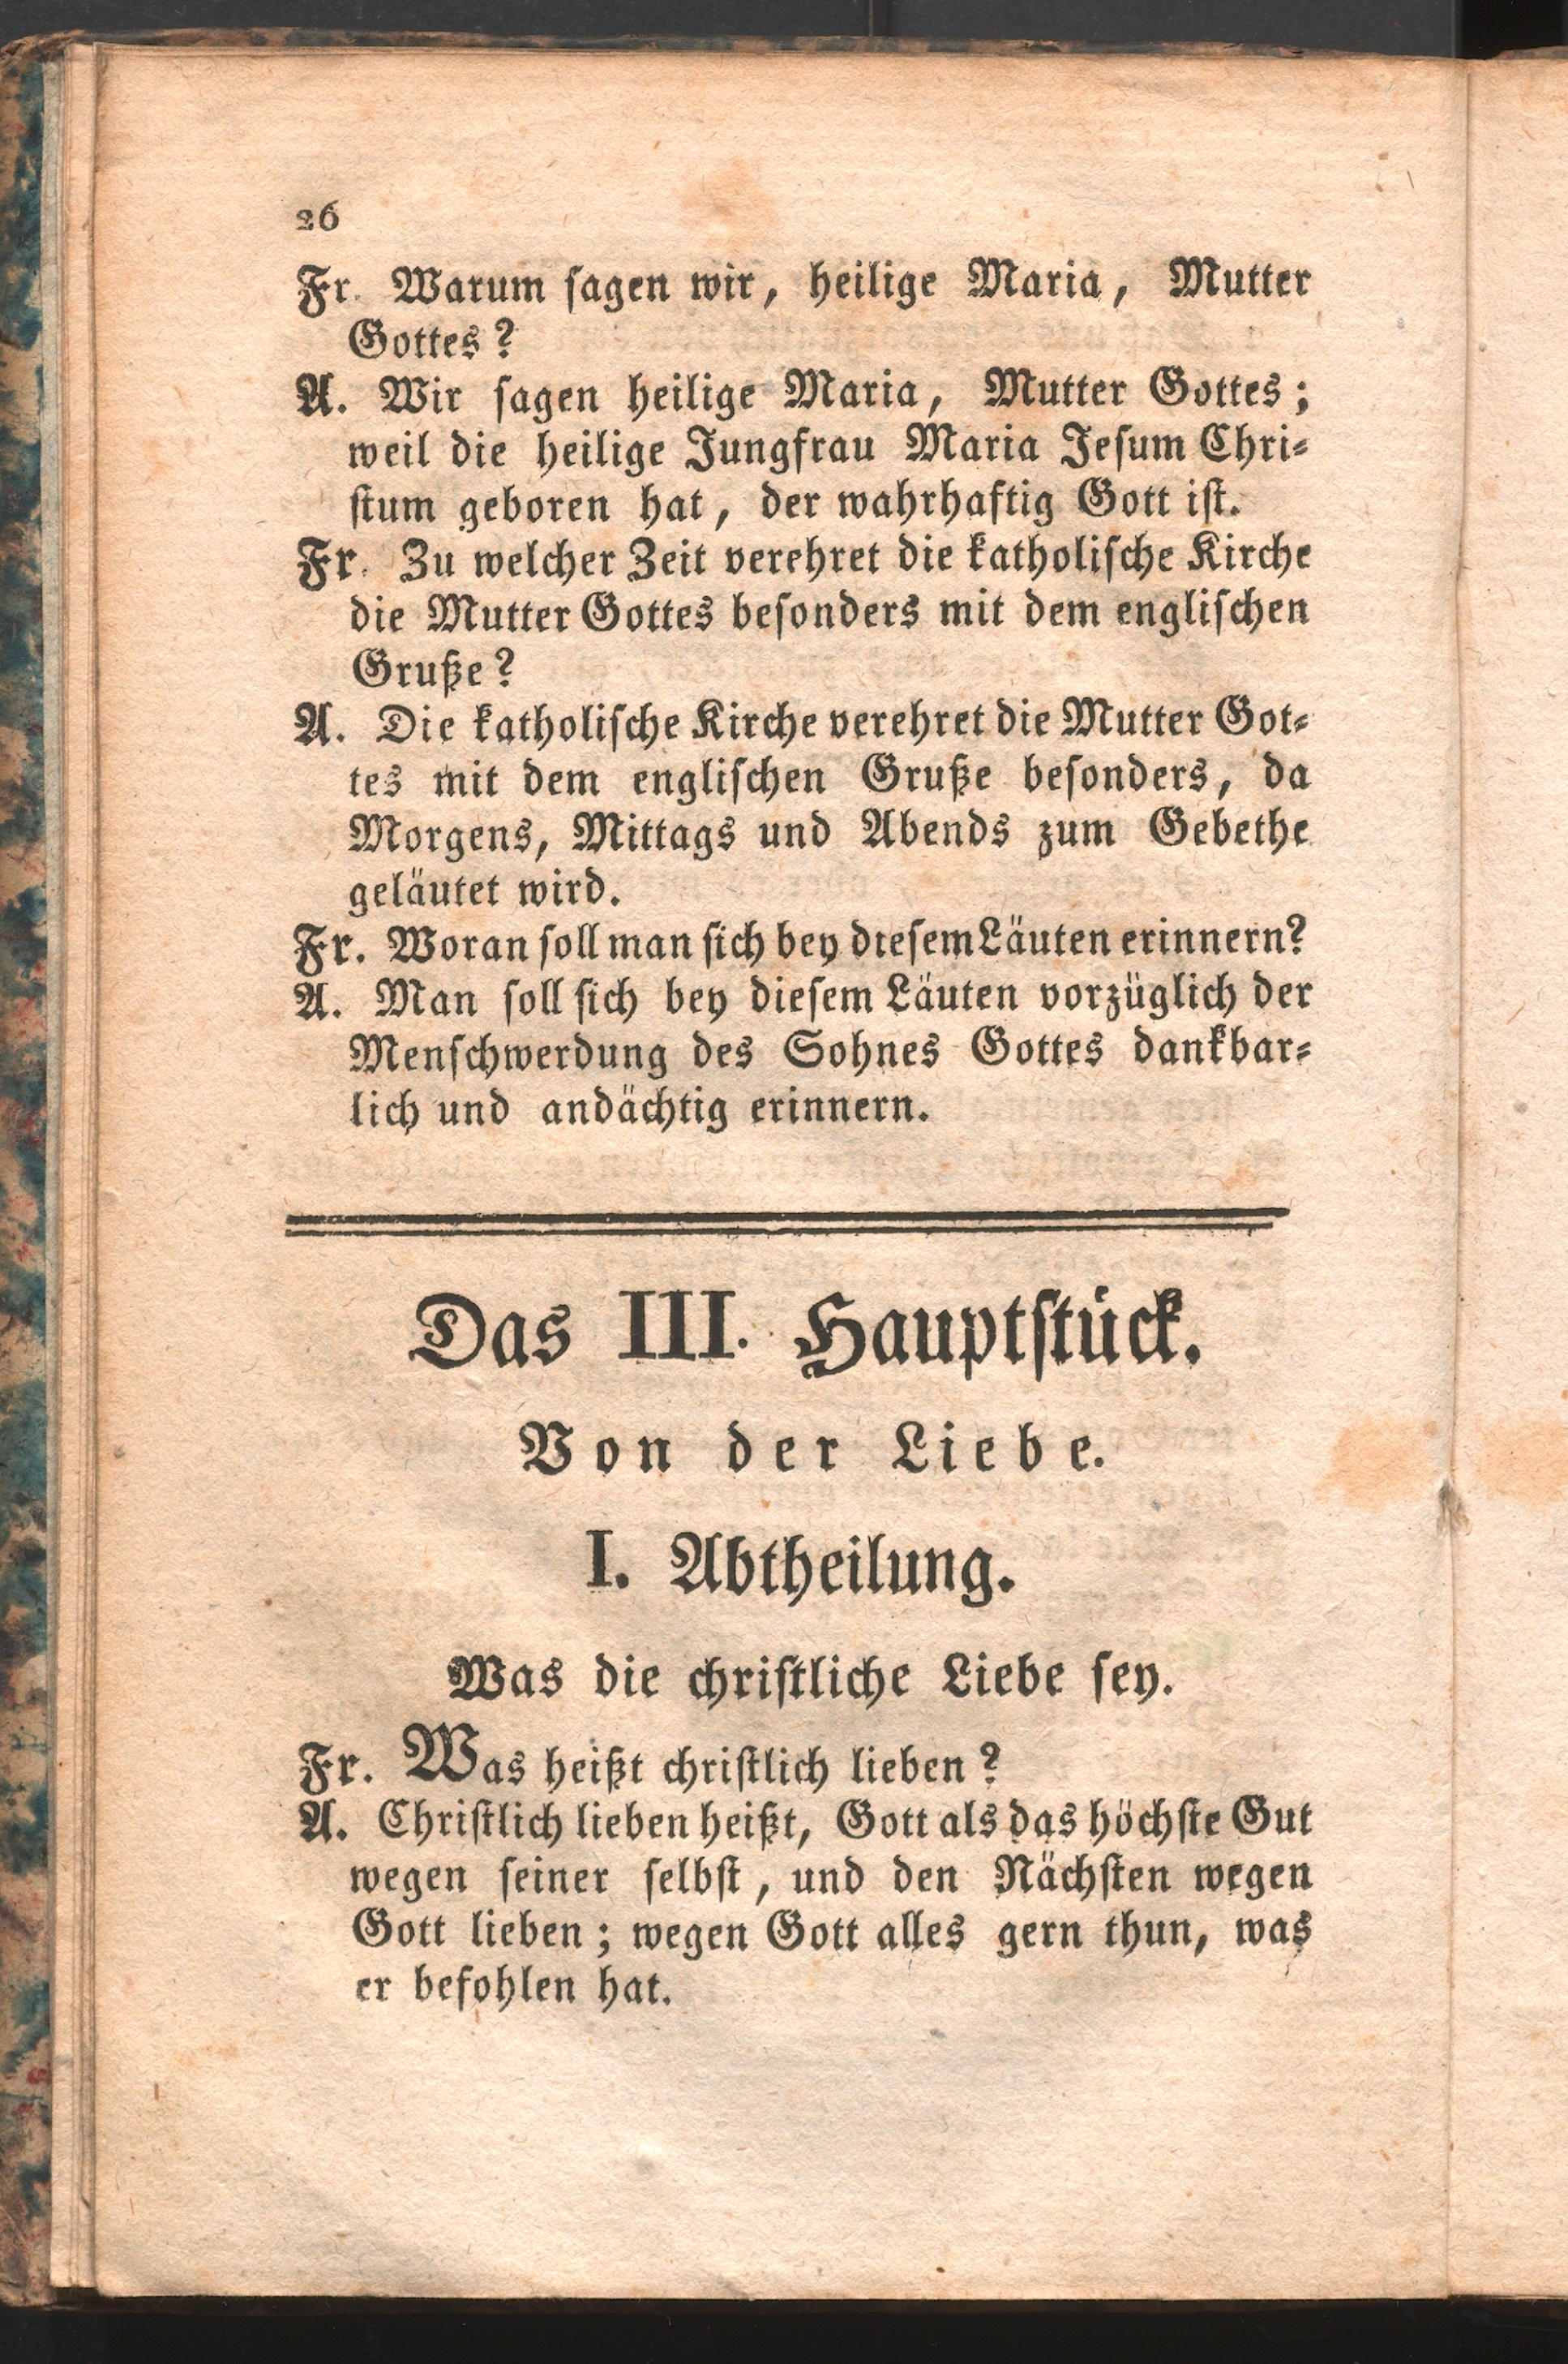 26
Fr. Warum sagen wir, heilige Maria, Mutter
Gottes?
A. Wir sagen heilige Maria, Mutter Gottes;
weil die heilige Jungfrau Maria Jesum Chri-
stum geboren hat, der wahrhaftig Gott ist.
Fr. Zu welcher Zeit verehret die katholische Kirche
die Mutter Gottes besonders mit dem englischen
Gruße?
A. Die katholische Kirche verehret die Mutter Got-
tes mit dem englischen Gruße besonders, da
Morgens, Mittags und Abends zum Gebethe
geläutet wird.
Fr. Woran soll man sich bey diesem Läuten erinnern?
A. Man soll sich bey diesem Läuten vorzüglich der
Menschwerdung des Sohnes Gottes dankbar-
lich und andächtig erinnern.
Das III. Hauptstück.
Von der Liebe.
I. Abtheilung.
Was die christliche Liebe sey.
Fr. Was heißt christlich lieben?
A. Christlich lieben heißt, Gott als das höchste Gut
wegen seiner selbst, und den Nächsten wegen
Gott lieben; wegen Gott alles gern thun, was
er befohlen hat.